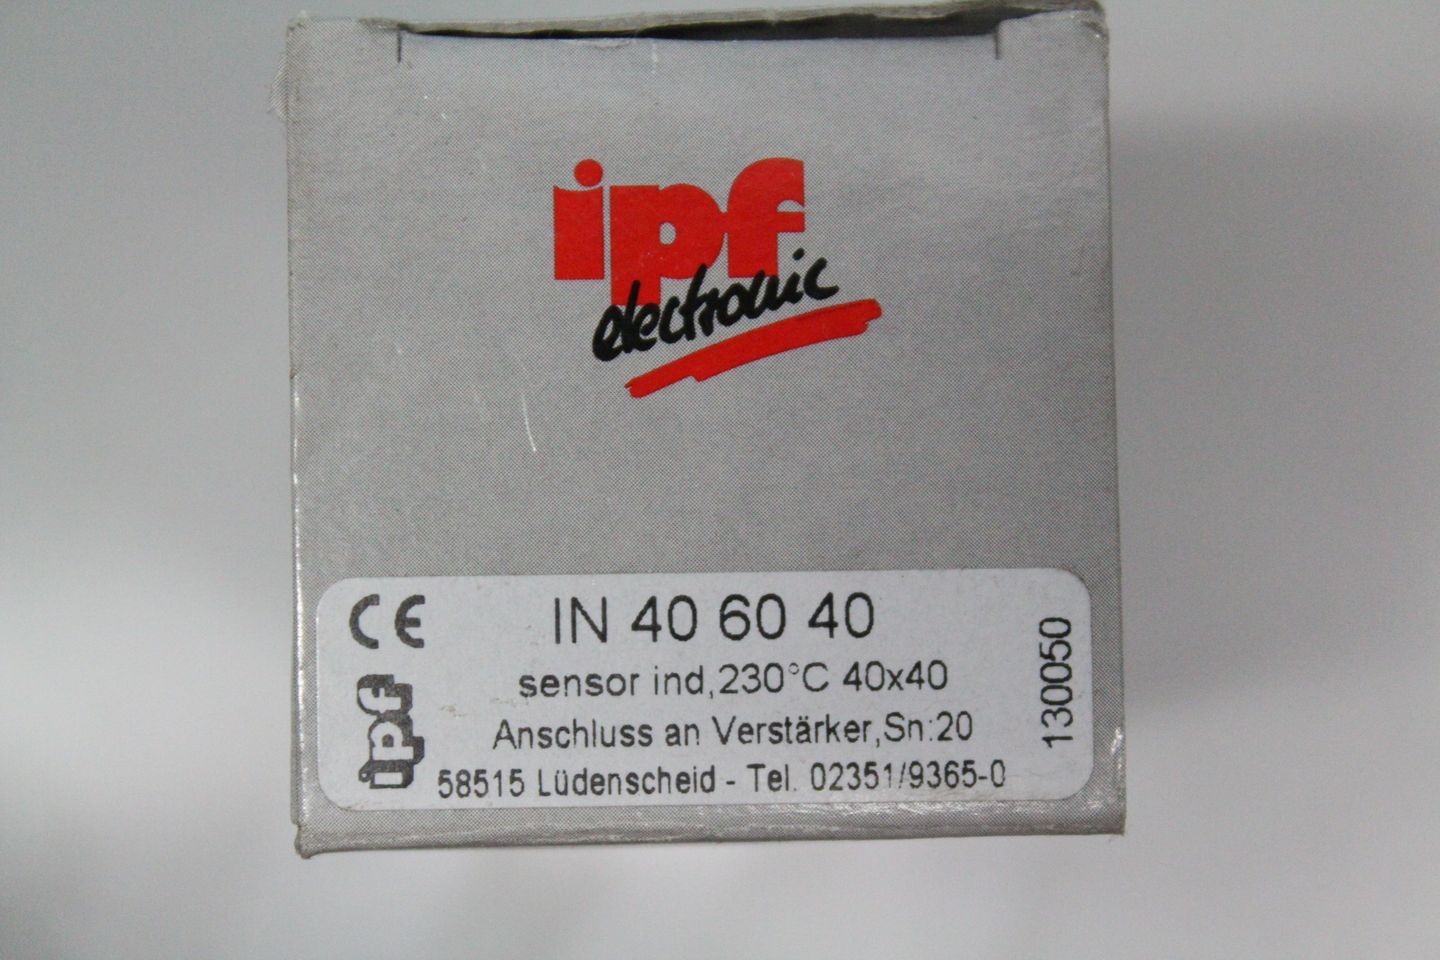 ipf
electronic
CE
IN 40 60 40
sensor ind,230°C 40x40
Anschluss an Verstärker,Sn:20
58515 Lüdenscheid - Tel. 02351/9365-0
ipf
130050